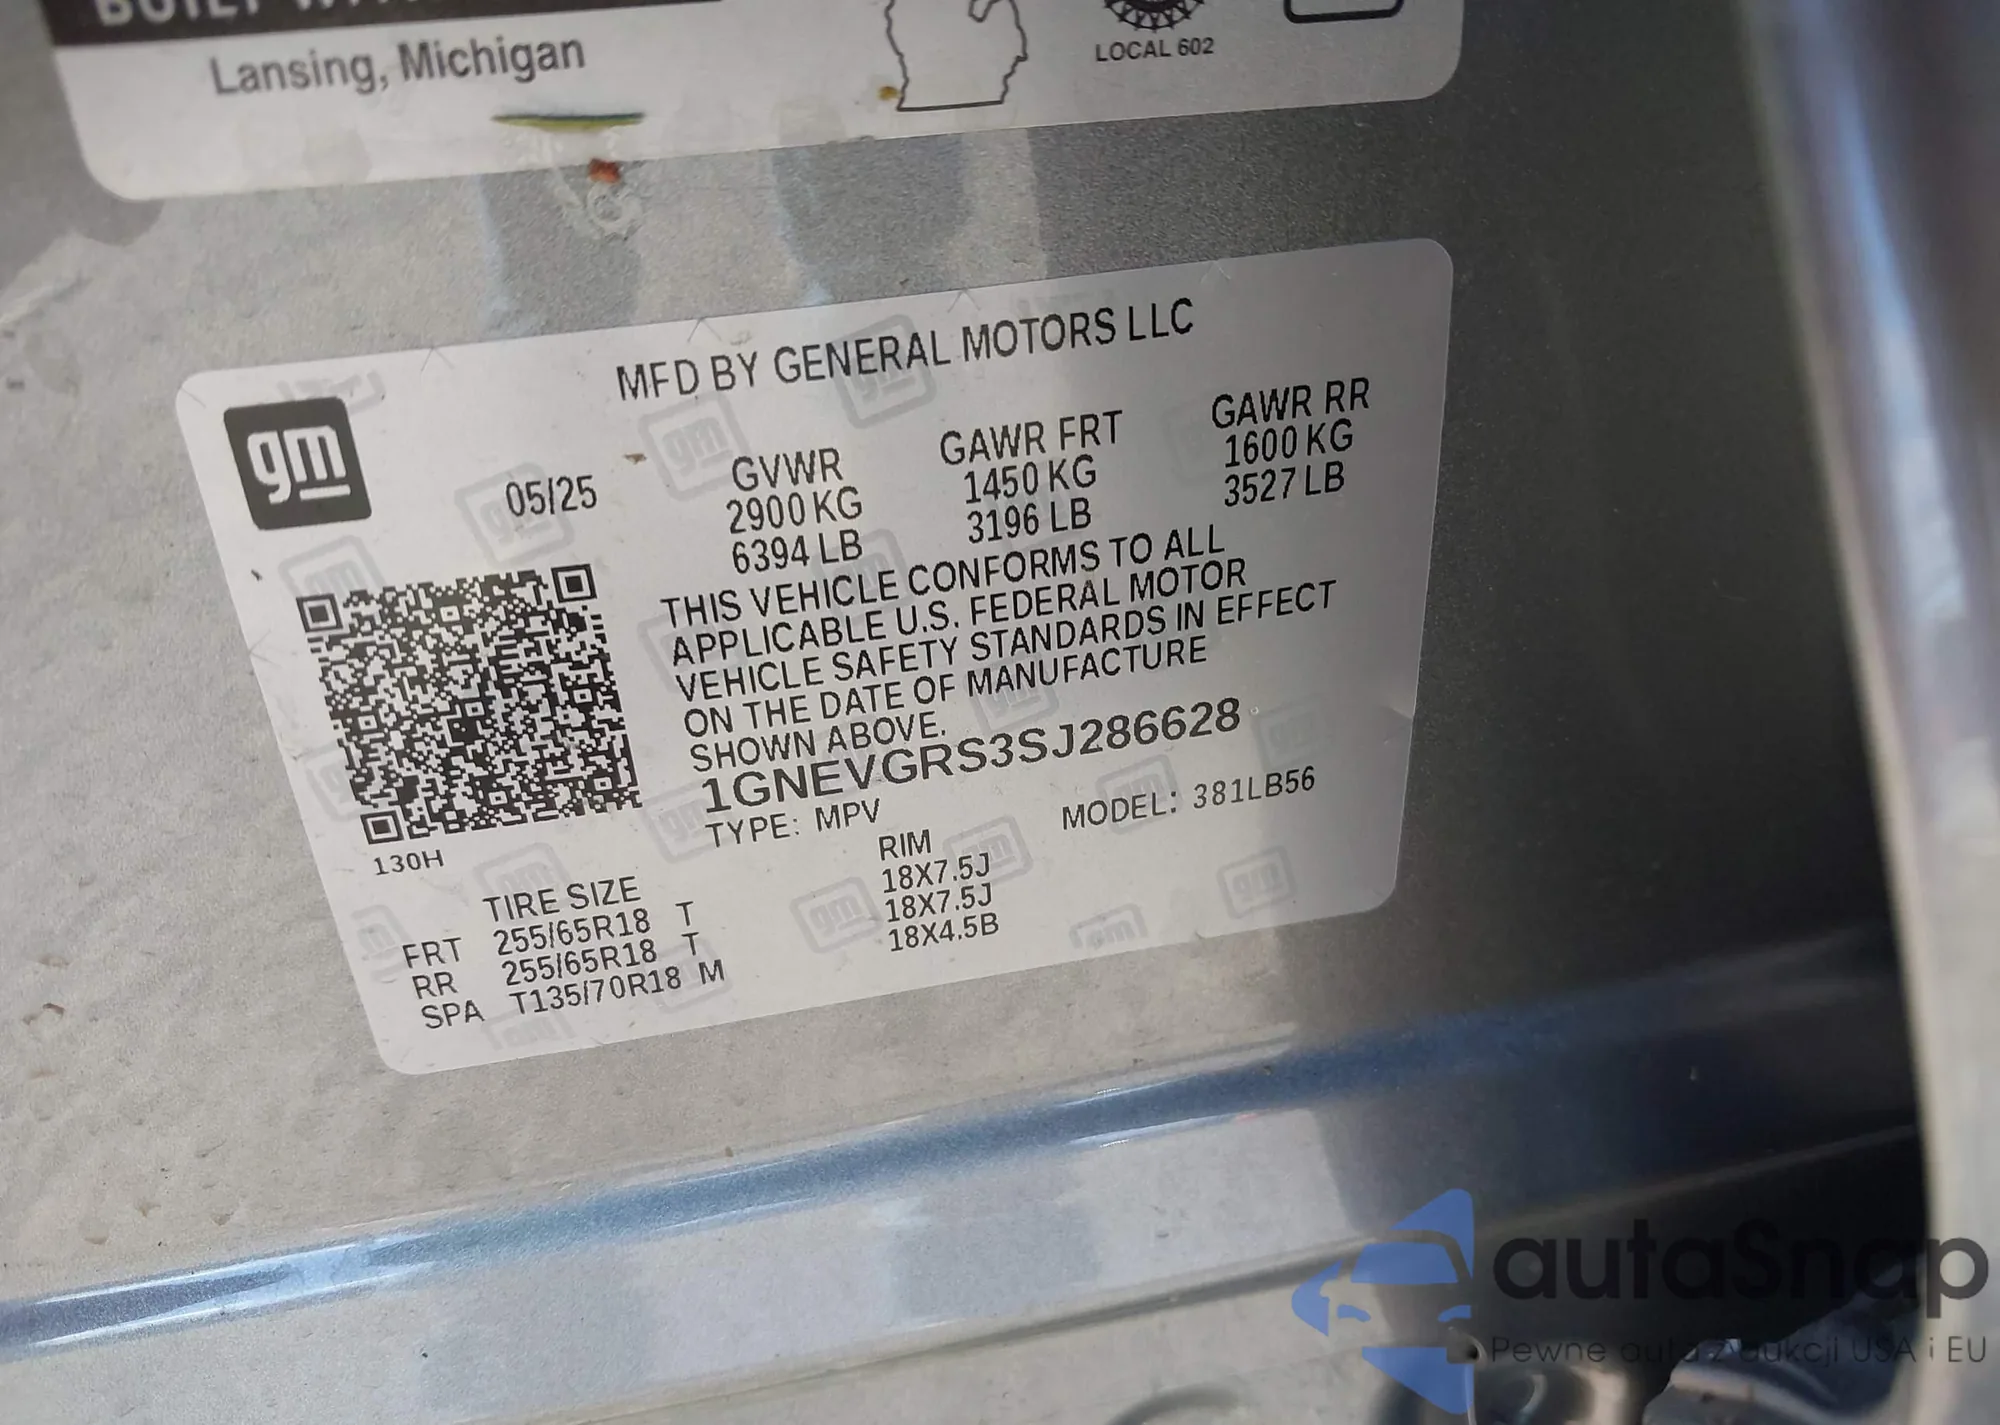 Lansing, Michigan
LOCAL 602
MFD BY GENERAL MOTORS LLC
gm
05/25
GVWR
2900 KG
6394 LB
GAWR FRT
1450 KG
3196 LB
GAWR RR
1600 KG
3527 LB
THIS VEHICLE CONFORMS TO ALL
APPLICABLE U.S. FEDERAL MOTOR
VEHICLE SAFETY STANDARDS IN EFFECT
ON THE DATE OF MANUFACTURE
SHOWN ABOVE.
1GNEVGRS3SJ286628
TYPE: MPV MODEL: 381LB56
130H
TIRE SIZE RIM
FRT 255/65R18 T 18X7.5J
RR 255/65R18 T 18X7.5J
SPA T135/70R18 M 18X4.5B
autaSnap
Pewne auta z aukcji USA i EU